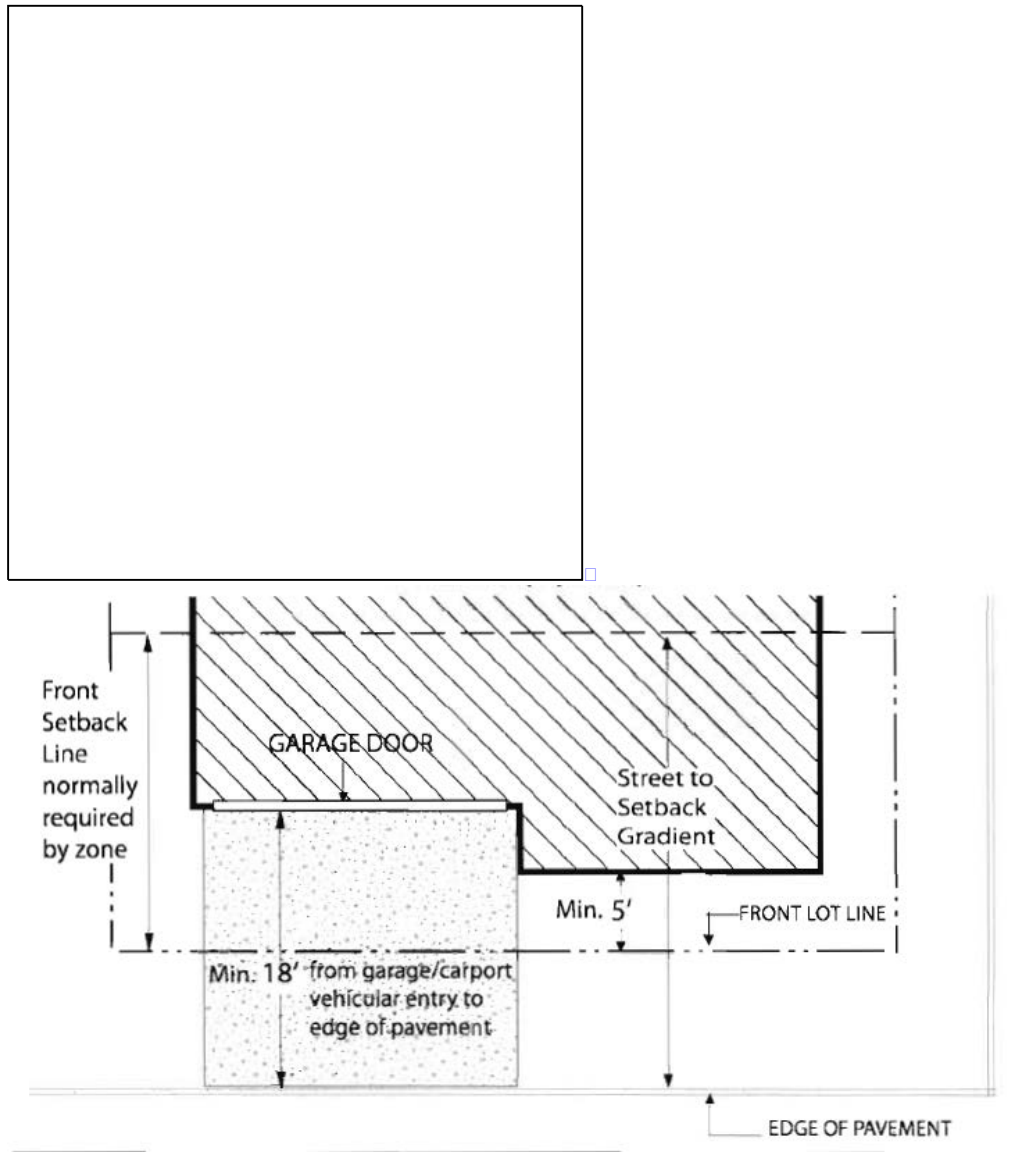 Front
Setback
Line
normally
required
by zone
GARAGE DOOR
Street to
Setback
Gradient
Min. 5'
FRONT LOT LINE
Min. 18' from garage/carport
vehicular entry to
edge of pavement
EDGE OF PAVEMENT